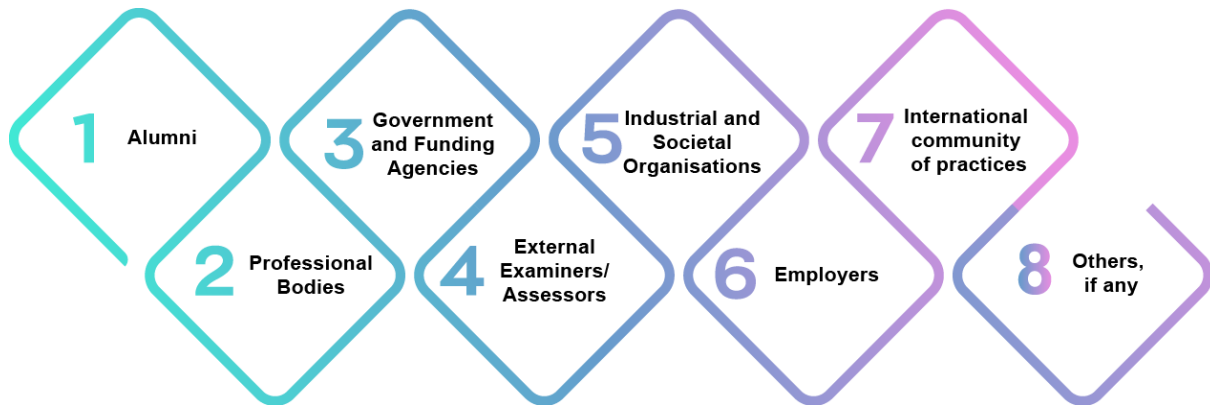 1
Alumni
2
Professional
Bodies
3
Government
and Funding
Agencies
4
External
Examiners/
Assessors
5
Industrial and
Societal
Organisations
6
Employers
7
International
community
of practices
8
Others,
if any